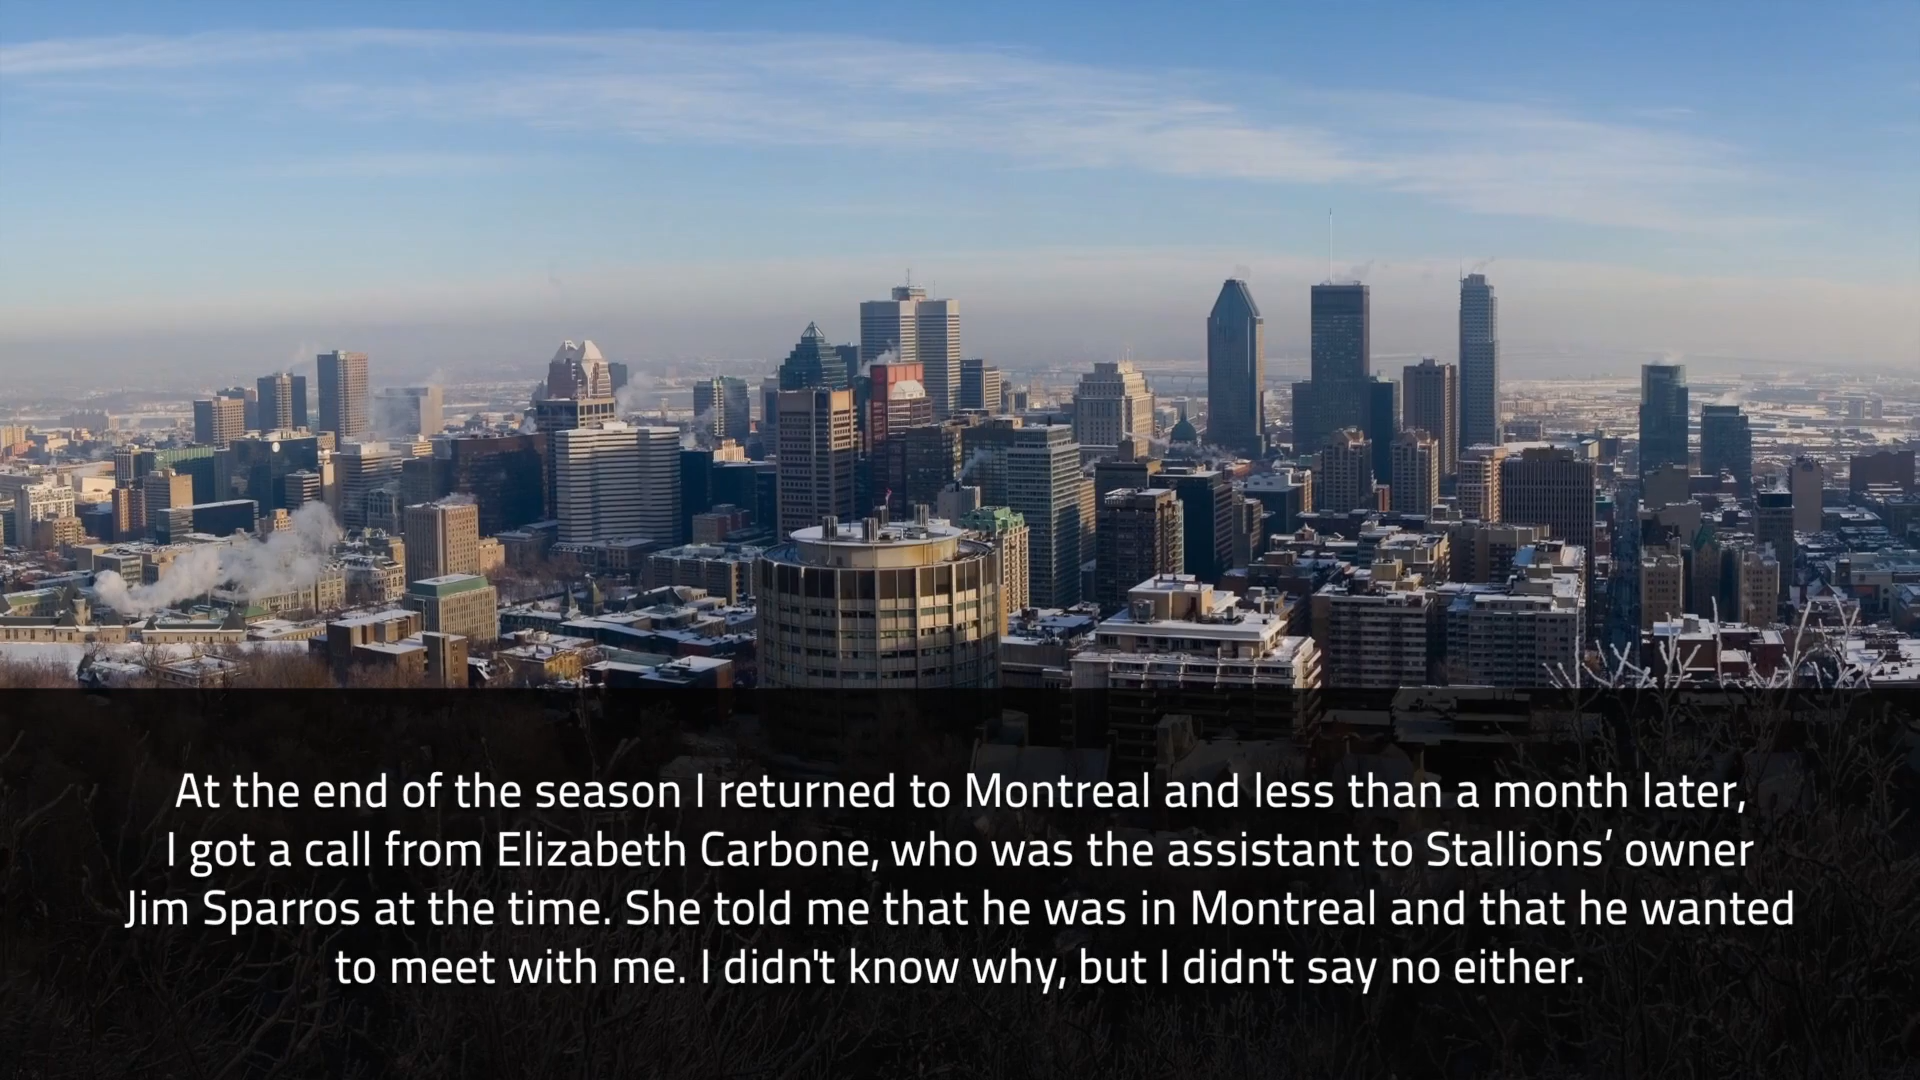 At the end of the season I returned to Montreal and less than a month later,
I got a call from Elizabeth Carbone, who was the assistant to Stallions’ owner
Jim Sparros at the time. She told me that he was in Montreal and that he wanted
to meet with me. I didn't know why, but I didn't say no either.